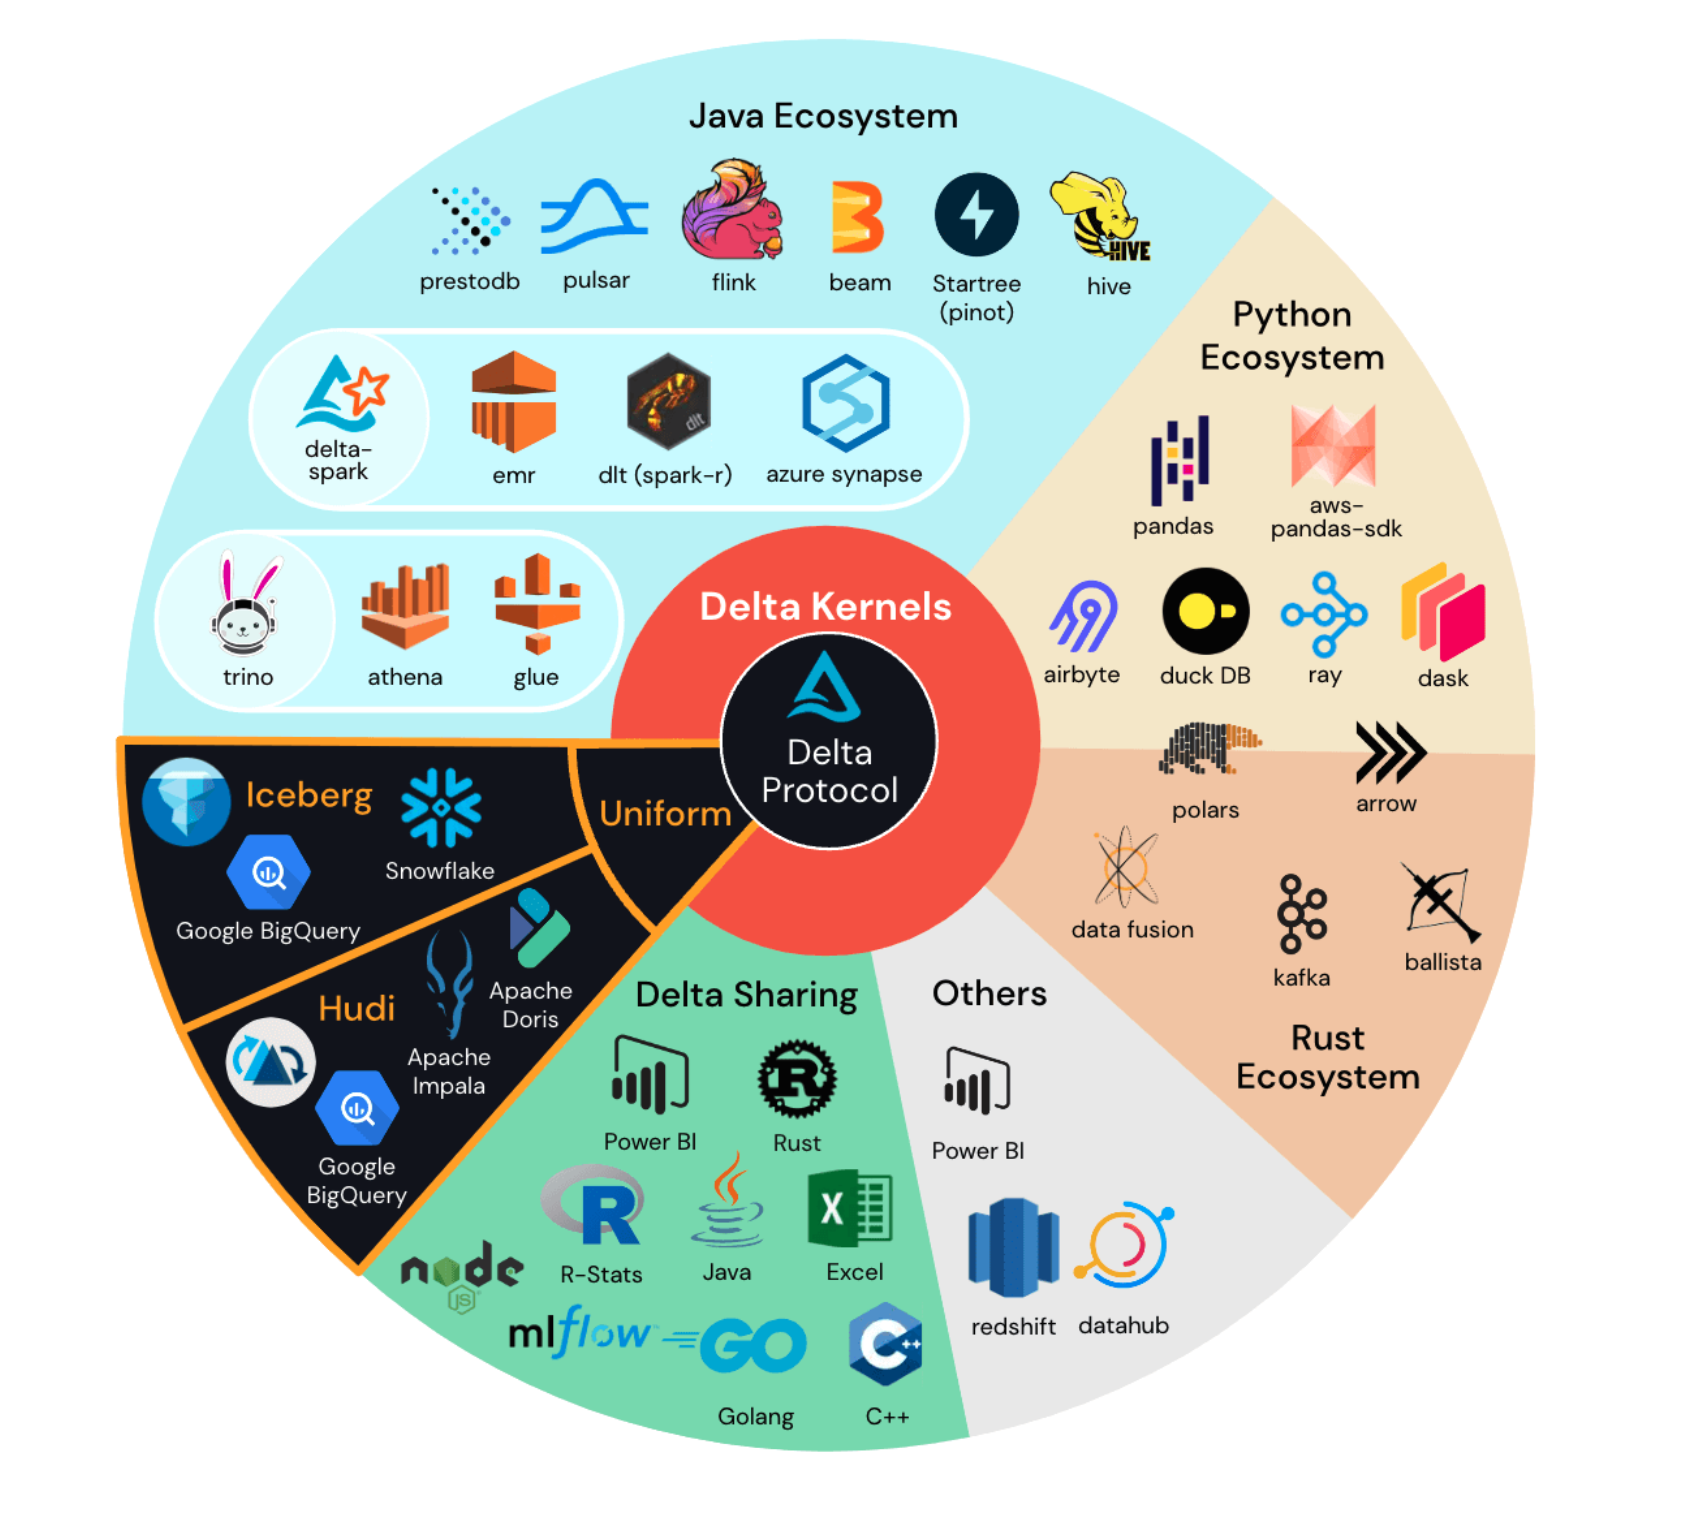 Java Ecosystem
prestodb
pulsar
flink
beam
Startree
(pinot)
HIVE
hive
delta-
spark
emr
dlt
dlt (spark-r)
azure synapse
trino
athena
glue
Python
Ecosystem
pandas
aws-
pandas-sdk
airbyte
duck DB
ray
dask
Delta Kernels
Delta
Protocol
Uniform
Iceberg
Snowflake
Google BigQuery
Hudi
Apache
Doris
Apache
Impala
Google
BigQuery
polars
arrow
data fusion
kafka
ballista
Rust
Ecosystem
Delta Sharing
Power BI
R
Rust
R
R-Stats
Java
X
Excel
node
JS
mlflow
GO
Golang
C++
C++
Others
Power BI
redshift
datahub